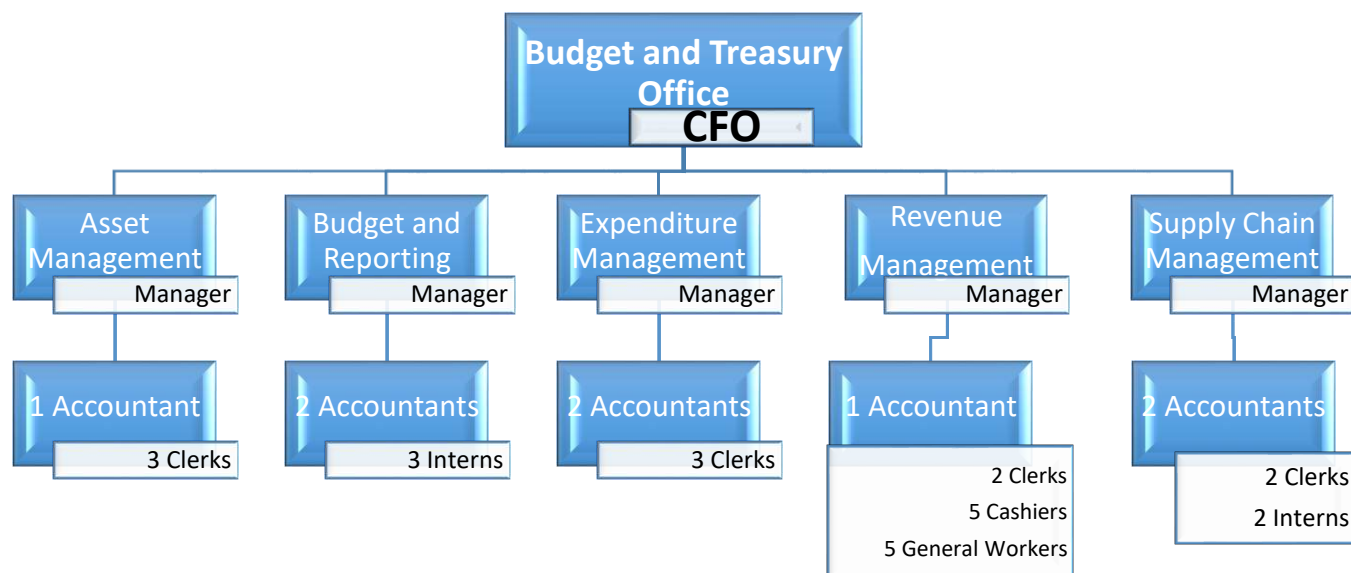 Budget and Treasury
Office
CFO
Asset
Management
Manager
Budget and
Reporting
Manager
Expenditure
Management
Manager
Revenue
Management
Manager
Supply Chain
Management
Manager
1 Accountant
3 Clerks
2 Accountants
3 Interns
2 Accountants
3 Clerks
1 Accountant
2 Clerks
5 Cashiers
5 General Workers
2 Accountants
2 Clerks
2 Interns